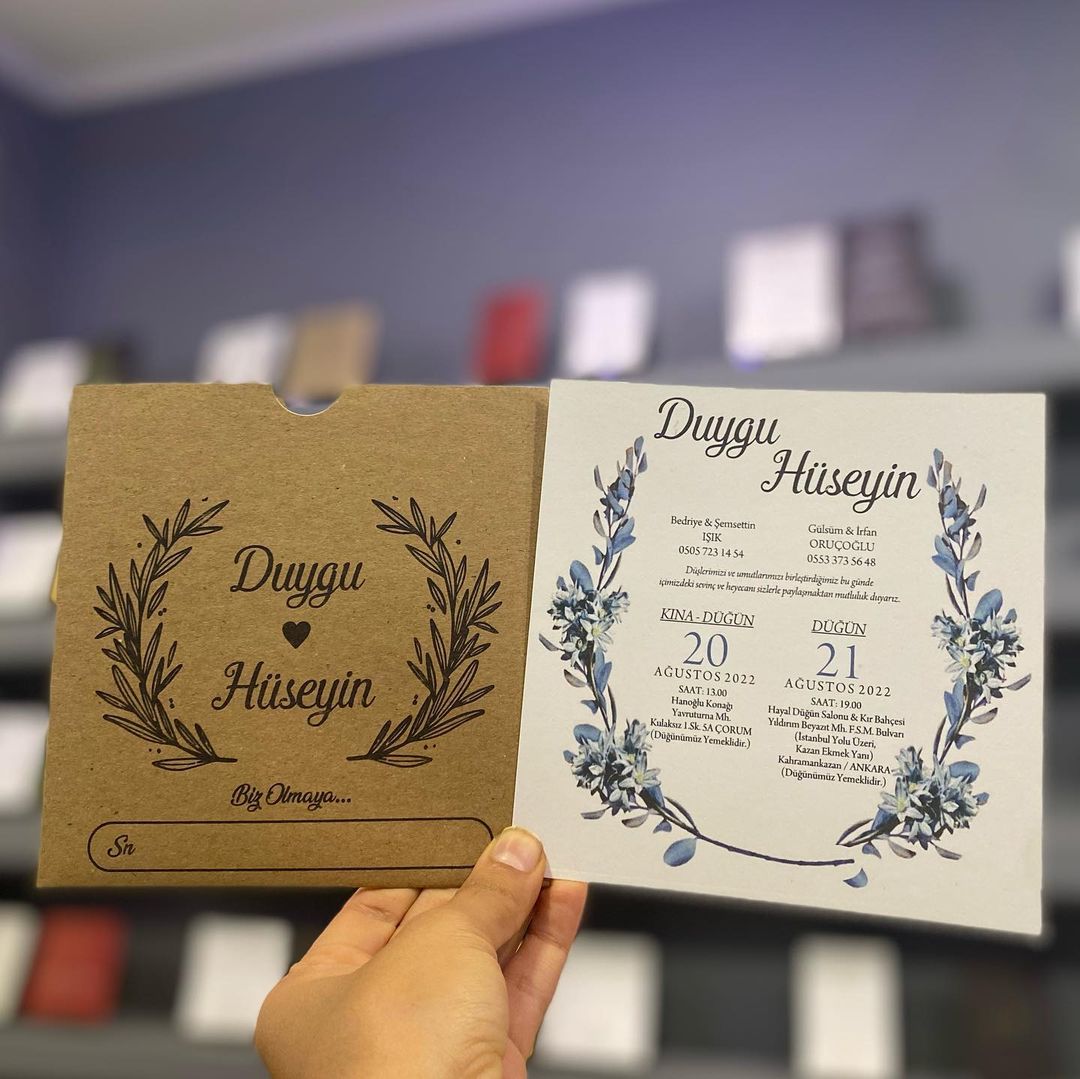 Duygu
Hüseyin
Biz Olmaya...
Sn
Duygu
Hüseyin
Bedriye & Şemsettin
IŞIK
0505 723 14 54
Gülsüm & İrfan
ORUÇOĞLU
0553 373 56 48
Düşlerimizi ve umutlarımızı birleştirdiğimiz bu günde
içimizdeki sevinç ve heyecanı sizlerle paylaşmaktan mutluluk duyarız.
KINA - DÜĞÜN
20
AĞUSTOS 2022
SAAT: 13.00
Hanoğlu Konağı
Yavruturna Mh.
Kulaksız 1.Sk. 5A ÇORUM
(Düğünümüz Yemeklidir.)
DÜĞÜN
21
AĞUSTOS 2022
SAAT: 19.00
Hayal Düğün Salonu & Kır Bahçesi
Yıldırım Beyazıt Mh. F.S.M. Bulvarı
(İstanbul Yolu Üzeri,
Kazan Ekmek Yanı)
Kahramankazan / ANKARA
(Düğünümüz Yemeklidir.)